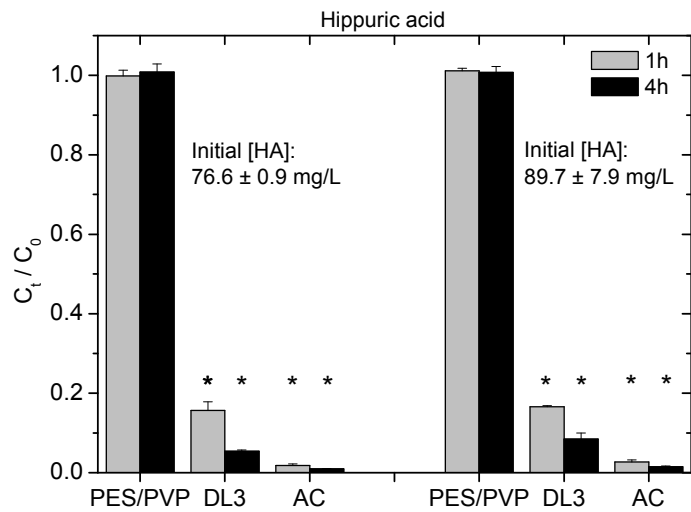 Hippuric acid
1h
4h
Initial [HA]:
76.6 ± 0.9 mg/L
Initial [HA]:
89.7 ± 7.9 mg/L
C_t / C_0
1.0
0.8
0.6
0.4
0.2
0.0
* * * * * * * *
PES/PVP DL3 AC PES/PVP DL3 AC